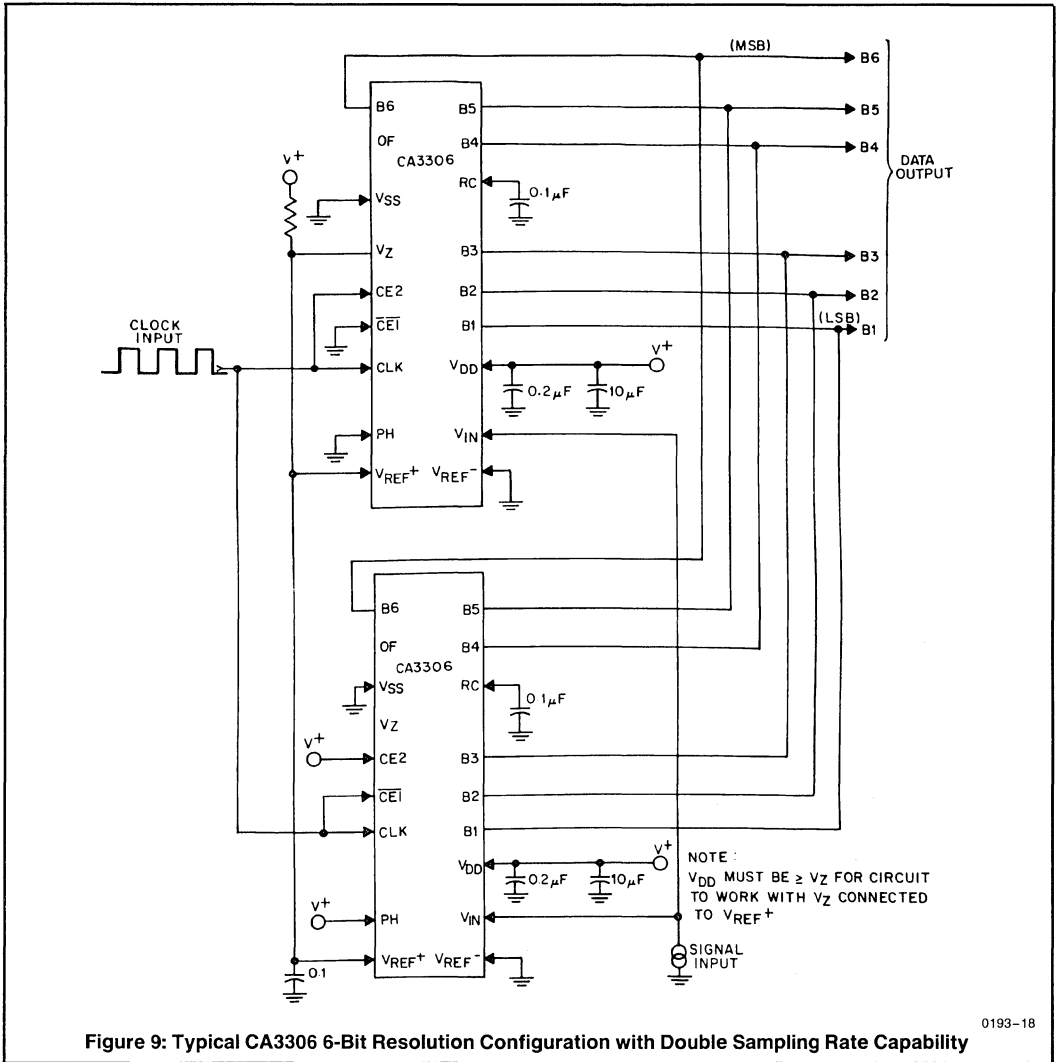 (MSB)
B6
B6
B5
B5
OF
B4
B4
CA3306
DATA
OUTPUT
V+
RC
0.1µF
VSS
VZ
B3
B3
CE2
B2
B2
CLOCK
INPUT
CE1
B1
(LSB)
B1
V+
CLK
VDD
0.2µF
10µF
PH
VIN
VREF+
VREF-
B6
B5
OF
B4
CA3306
VSS
RC
0.1µF
VZ
V+
CE2
B3
CE1
B2
CLK
B1
V+
VDD
0.2µF
10µF
NOTE:
VDD MUST BE ≥ VZ FOR CIRCUIT
TO WORK WITH VZ CONNECTED
TO VREF+
V+
PH
VIN
SIGNAL
INPUT
VREF+
VREF-
0.1
0193-18
Figure 9: Typical CA3306 6-Bit Resolution Configuration with Double Sampling Rate Capability